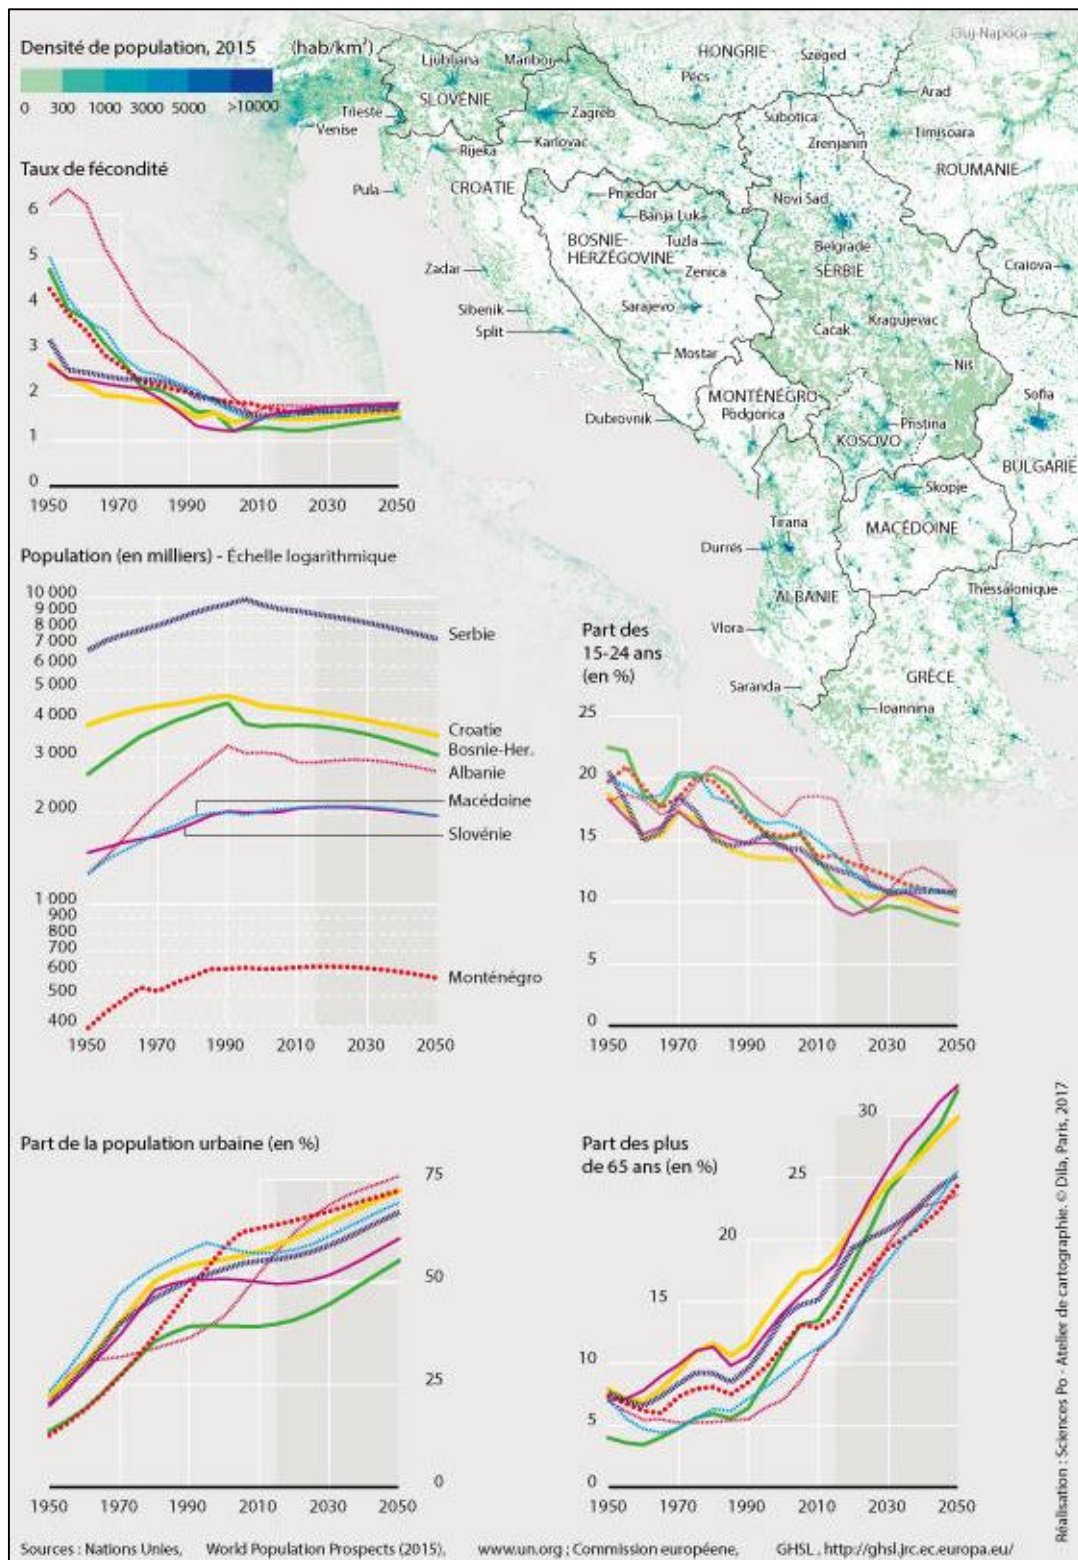 Densité de population, 2015 (hab/km²)
0 300 1000 3000 5000 >10000
Cluj-Napoca
HONGRIE
Szeged
Ljubljana
Maribor
Pécs
Arad
SLOVÉNIE
Trieste
Zagreb
Subotica
Venise
Timisoara
Karlovac
Zrenjanin
Rijeka
ROUMANIE
Pula
CROATIE
Prijedor
Novi Sad
Banja Luka
BOSNIE-
HERZÉGOVINE
Tuzla
Belgrade
Zadar
Zenica
SERBIE
Craiova
Sibenik
Sarajevo
Split
Cacak
Kragujevac
Mostar
Nis
MONTÉNÉGRO
Sofia
Dubrovnik
Podgorica
Pristina
KOSOVO
BULGARIE
Skopje
MACÉDOINE
Tirana
Durrës
Thessalonique
ALBANIE
Vlora
GRÈCE
Saranda
Ioannina
Taux de fécondité
6
5
4
3
2
1
0
1950 1970 1990 2010 2030 2050
Population (en milliers) - Échelle logarithmique
10 000
9 000
8 000
7 000
6 000
5 000
4 000
3 000
2 000
1 000
900
800
700
600
500
400
Serbie
Croatie
Bosnie-Her.
Albanie
Macédoine
Slovénie
Monténégro
1950 1970 1990 2010 2030 2050
Part des
15-24 ans
(en %)
25
20
15
10
5
0
1950 1970 1990 2010 2030 2050
Part de la population urbaine (en %)
75
50
25
0
1950 1970 1990 2010 2030 2050
Part des plus
de 65 ans (en %)
30
25
20
15
10
5
0
1950 1970 1990 2010 2030 2050
Réalisation : Sciences Po - Atelier de cartographie. © Dila, Paris, 2017
Sources : Nations Unies, World Population Prospects (2015), www.un.org ; Commission européene, GHSL , http://ghsl.jrc.ec.europa.eu/